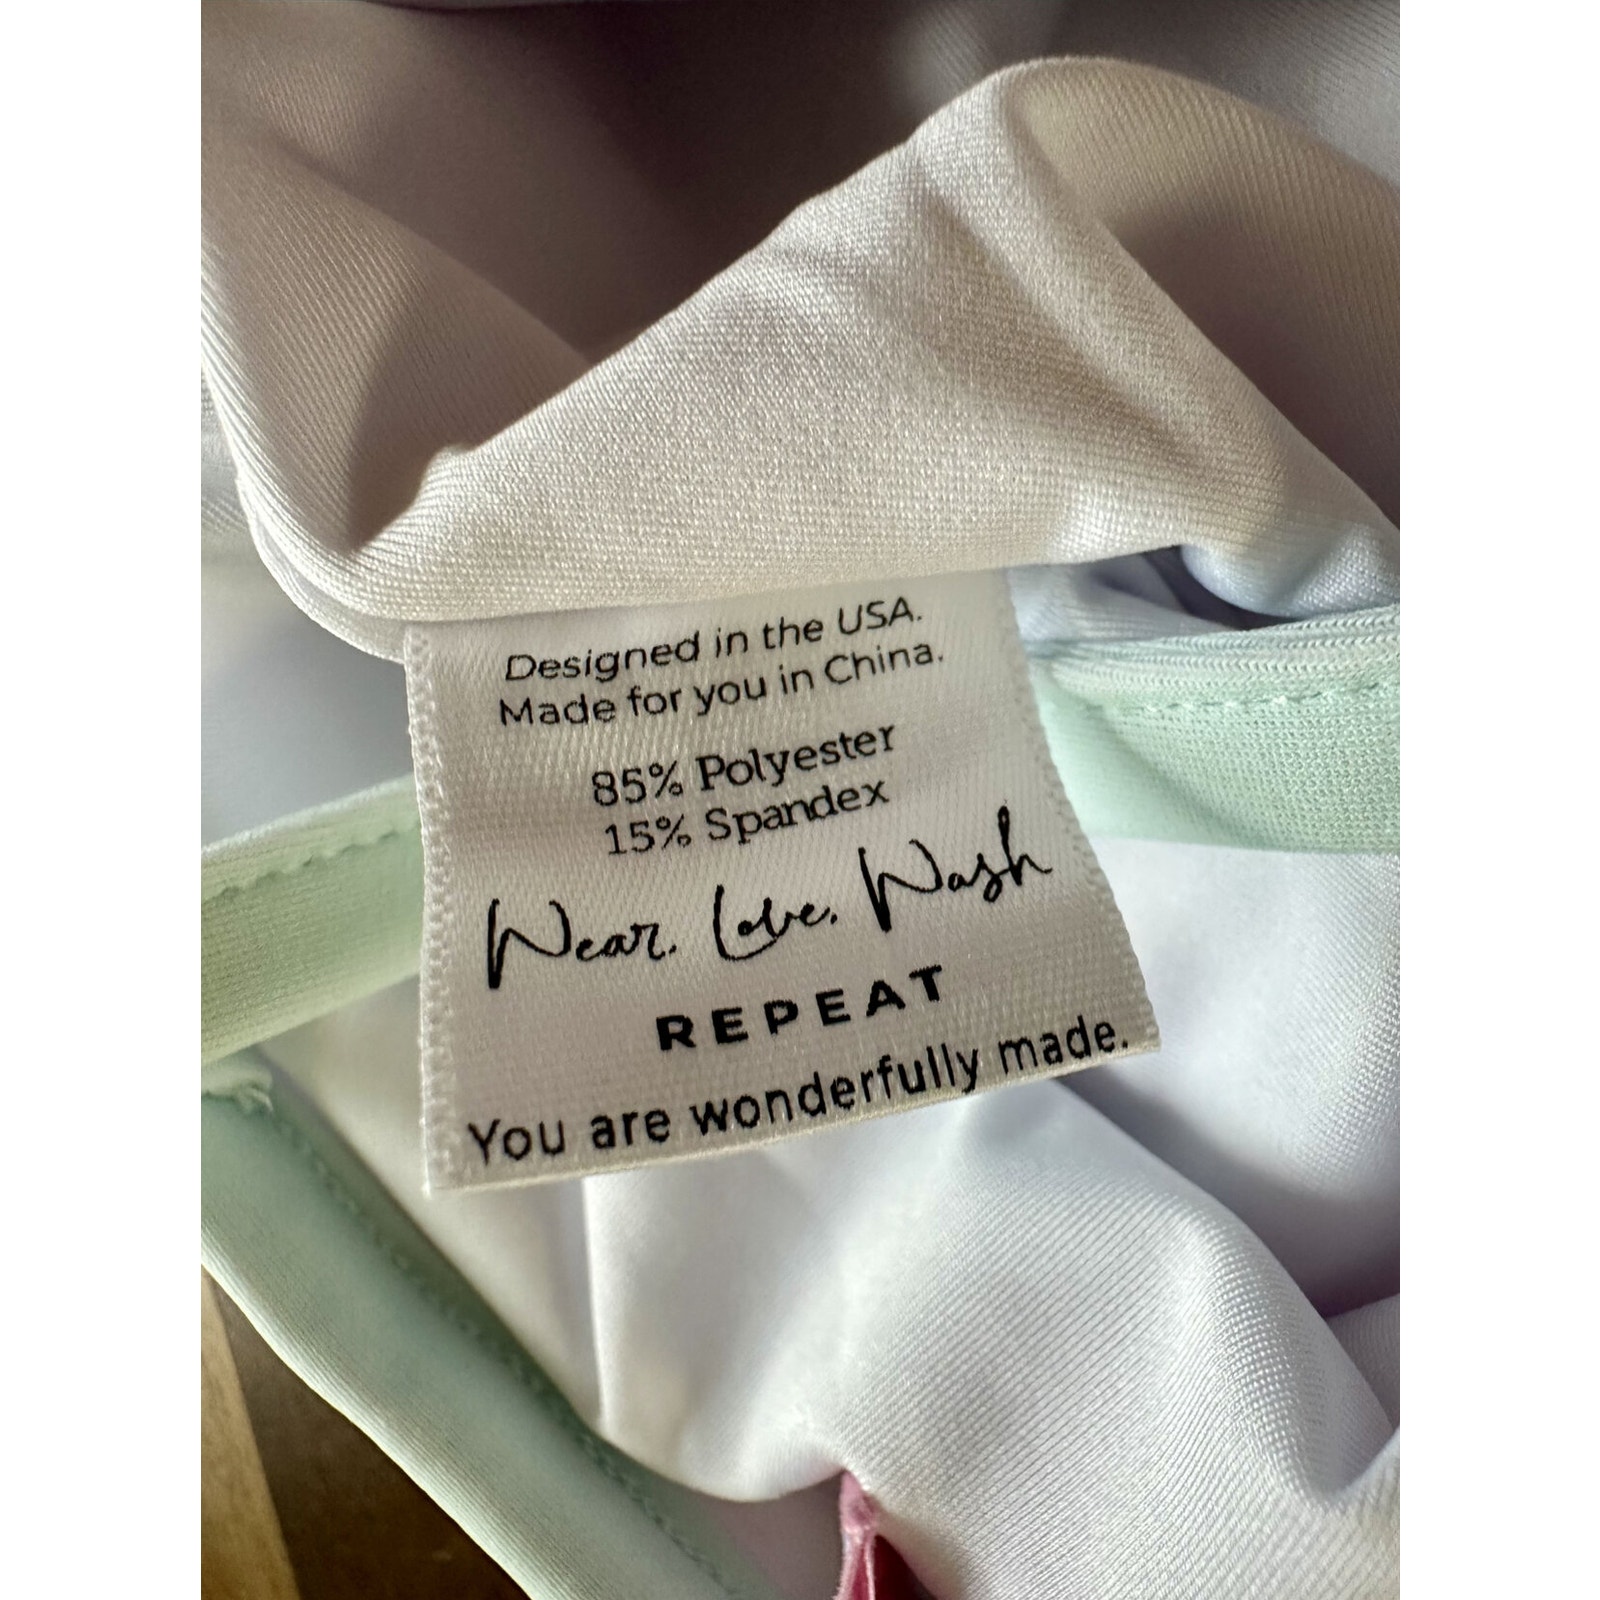 Designed in the USA.
Made for you in China.
85% Polyester
15% Spandex
Wear. Love. Wash
REPEAT
You are wonderfully made.